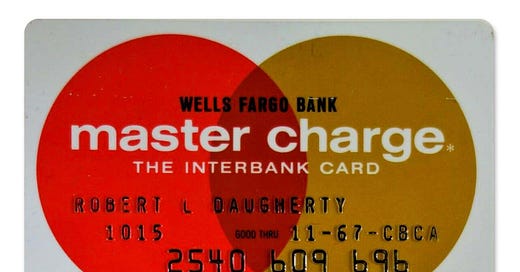 WELLS FARGO BANK
master charge*
THE INTERBANK CARD
ROBERT L DAUGHERTY
1015 GOOD THRU 11-67-CBCA
2540 609 696